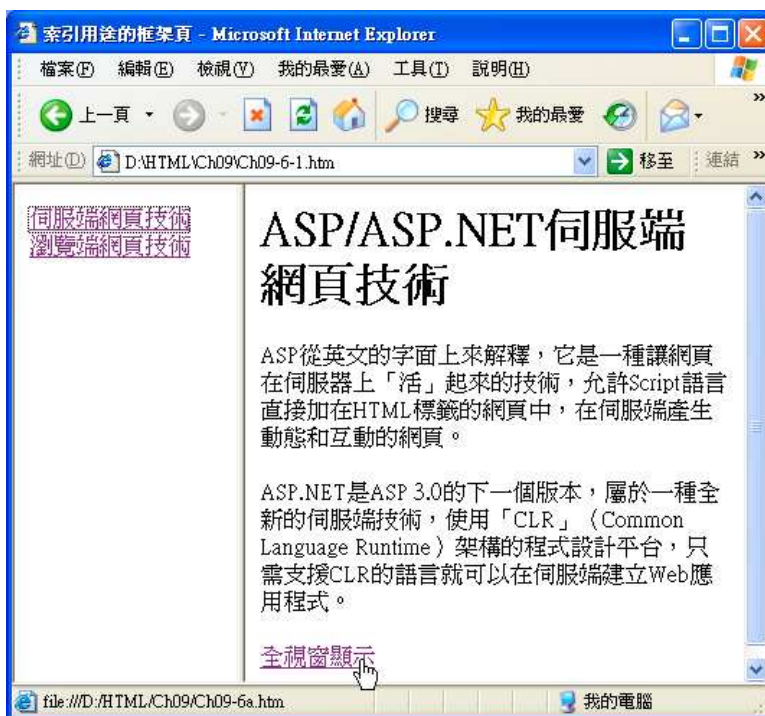 索引用途的框架頁 - Microsoft Internet Explorer
檔案(F) 編輯(E) 檢視(V) 我的最愛(A) 工具(T) 說明(H)
上一頁 搜尋 我的最愛 »
網址(D) D:\HTML\Ch09\Ch09-6-1.htm 移至 連結 »
伺服端網頁技術
瀏覽端網頁技術
ASP/ASP.NET伺服端
網頁技術
ASP從英文的字面上來解釋，它是一種讓網頁
在伺服器上「活」起來的技術，允許Script語言
直接加在HTML標籤的網頁中，在伺服端產生
動態和互動的網頁。
ASP.NET是ASP 3.0的下一個版本，屬於一種全
新的伺服端技術，使用「CLR」（Common
Language Runtime）架構的程式設計平台，只
需支援CLR的語言就可以在伺服端建立Web應
用程式。
全視窗顯示
file:///D:/HTML/Ch09/Ch09-6a.htm 我的電腦